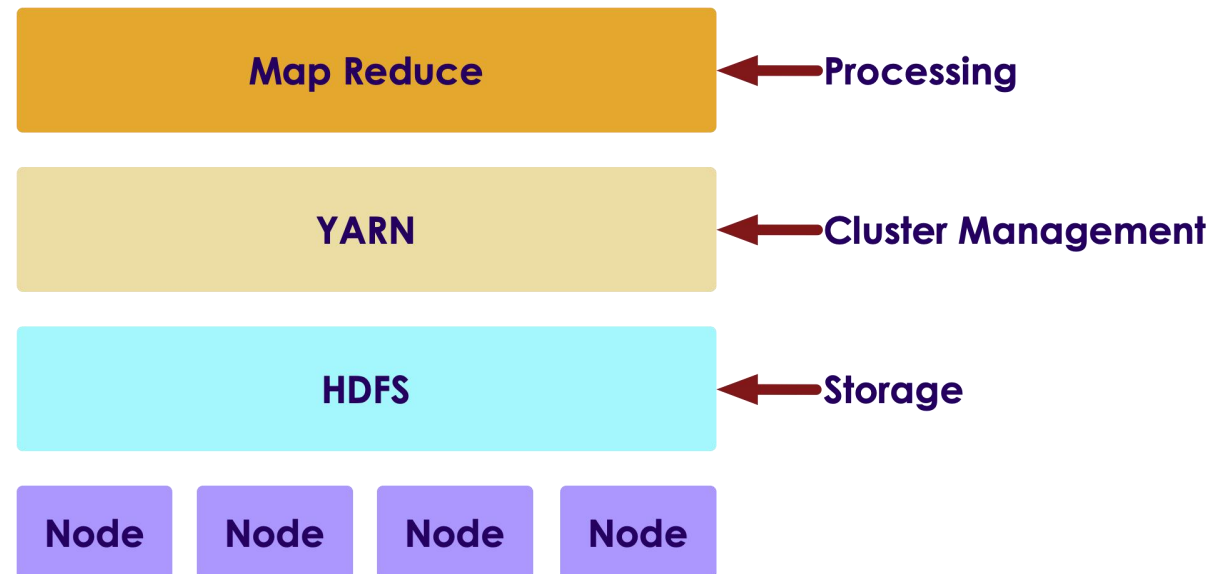 Map Reduce
Processing
YARN
Cluster Management
HDFS
Storage
Node Node Node Node